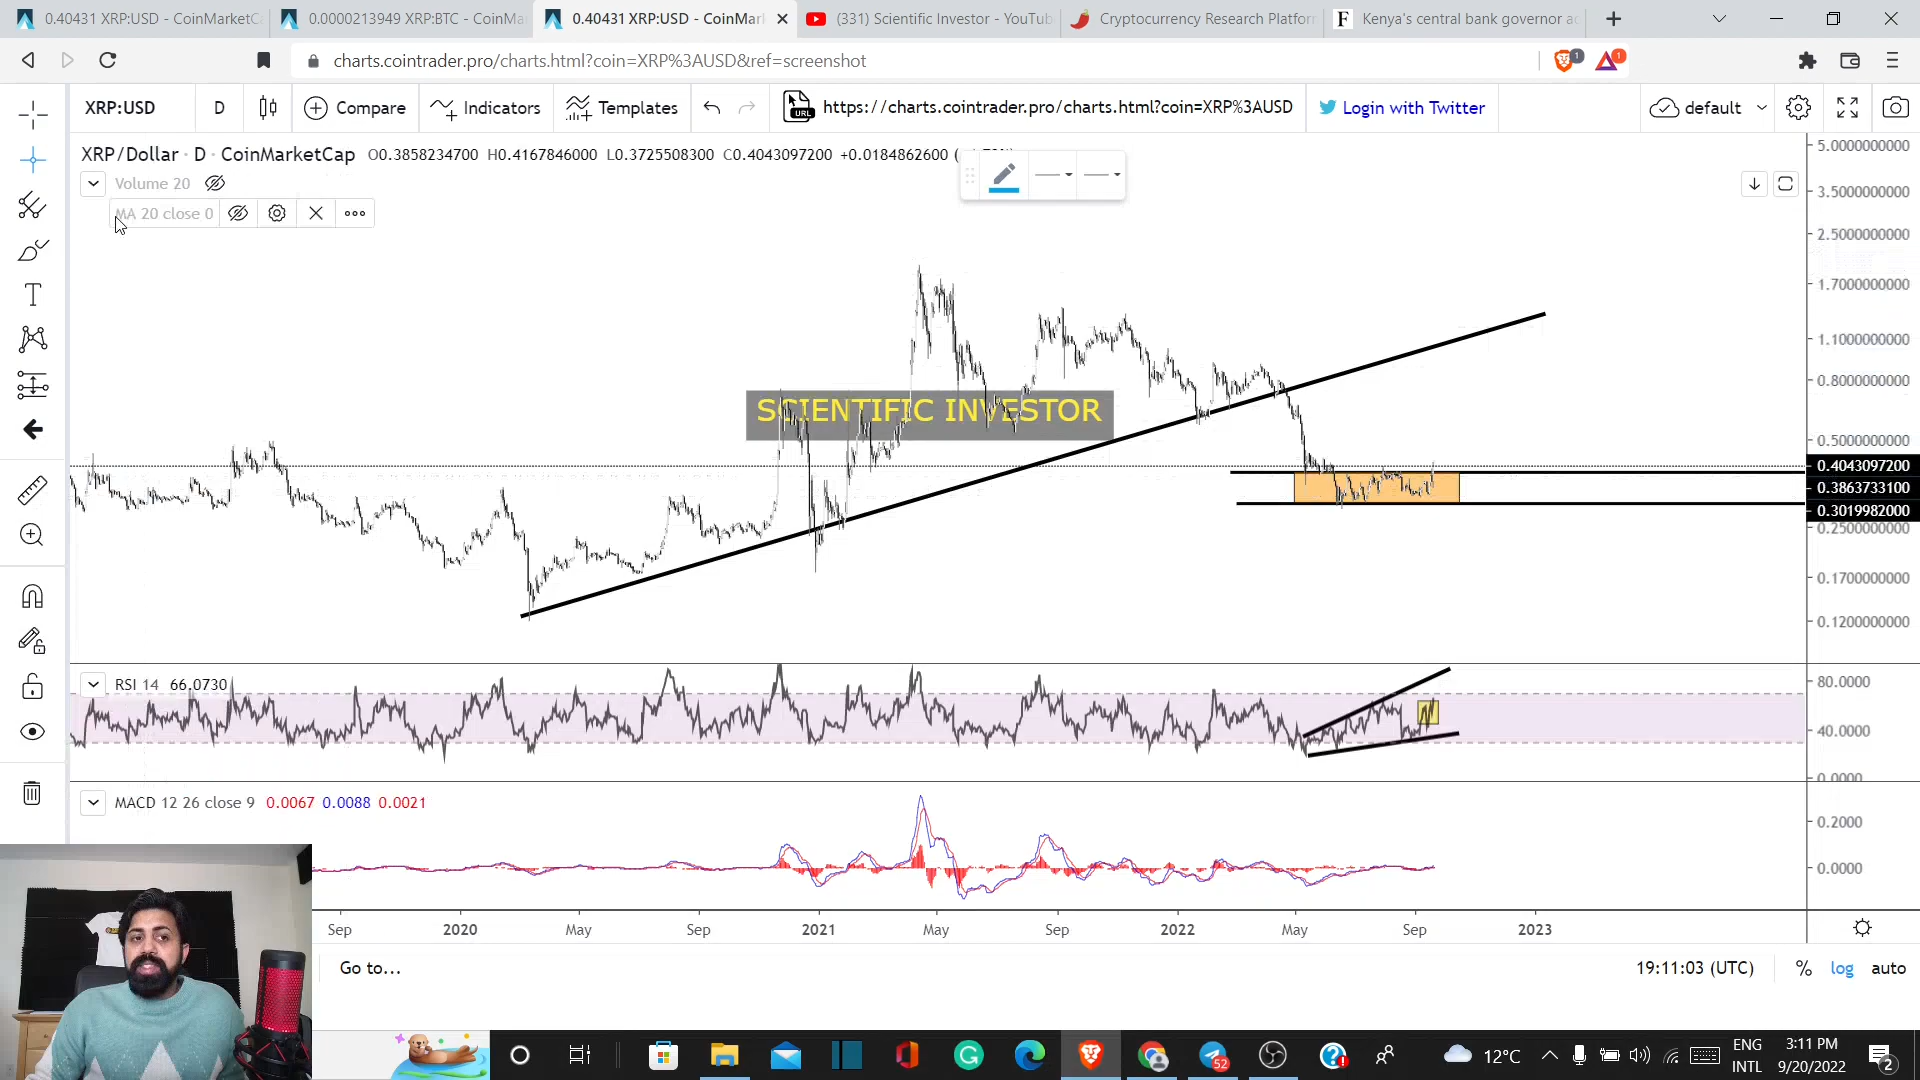 0.40431 XRP:USD - CoinMarketC
0.0000213949 XRP:BTC - CoinMa
0.40431 XRP:USD - CoinMark
(331) Scientific Investor - YouTub
Cryptocurrency Research Platfor
F Kenya's central bank governor a
charts.cointrader.pro/charts.html?coin=XRP%3AUSD&ref=screenshot
1
1
XRP:USD
D
Compare
Indicators
Templates
URL
https://charts.cointrader.pro/charts.html?coin=XRP%3AUSD
Login with Twitter
default
XRP/Dollar · D · CoinMarketCap O0.3858234700 H0.4167846000 L0.3725508300 C0.4043097200 +0.0184862600
Volume 20
MA 20 close 0
SCIENTIFIC INVESTOR
5.0000000000
3.5000000000
2.5000000000
1.7000000000
1.1000000000
0.8000000000
0.5000000000
0.4043097200
0.3863733100
0.3019982000
0.2500000000
0.1700000000
0.1200000000
RSI 14 66.0730
80.0000
40.0000
0.0000
MACD 12 26 close 9 0.0067 0.0088 0.0021
0.2000
0.0000
Sep 2020 May Sep 2021 May Sep 2022 May Sep 2023
Go to...
19:11:03 (UTC)
% log auto
52
12°C
ENG
INTL
3:11 PM
9/20/2022
2